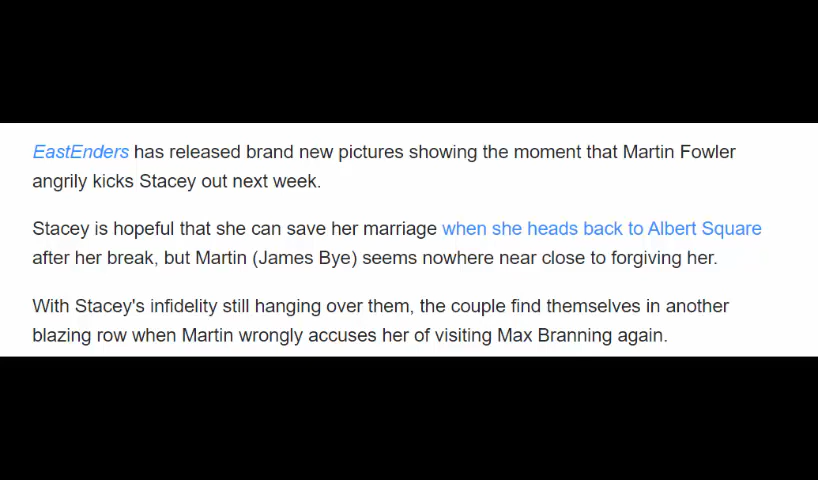 EastEnders has released brand new pictures showing the moment that Martin Fowler
angrily kicks Stacey out next week.
Stacey is hopeful that she can save her marriage when she heads back to Albert Square
after her break, but Martin (James Bye) seems nowhere near close to forgiving her.
With Stacey's infidelity still hanging over them, the couple find themselves in another
blazing row when Martin wrongly accuses her of visiting Max Branning again.